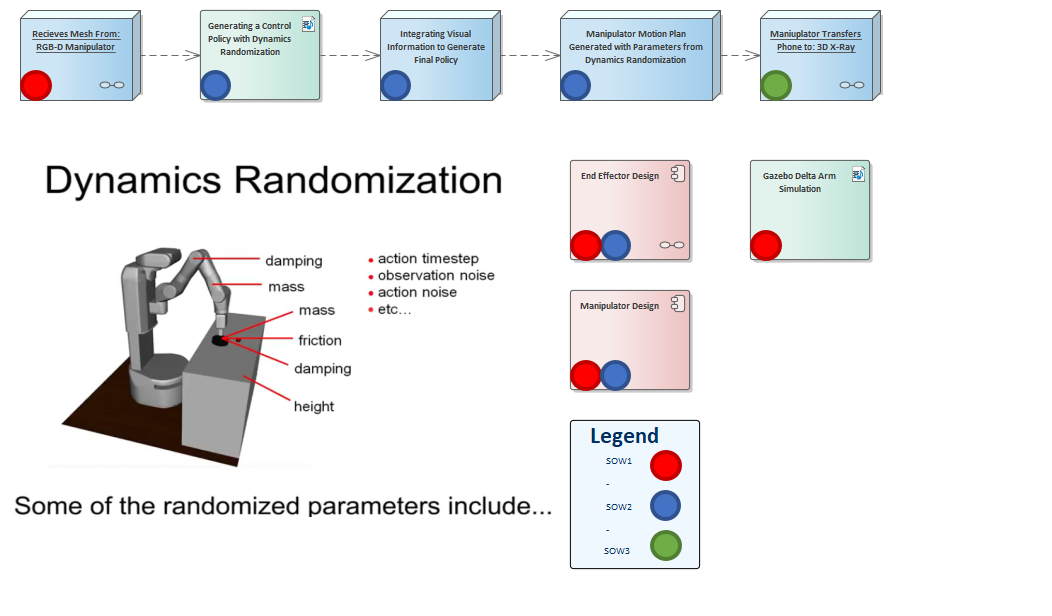 Recieves Mesh From:
RGB-D Manipulator
Generating a Control
Policy with Dynamics
Randomization
Integrating Visual
Information to Generate
Final Policy
Manipulator Motion Plan
Generated with Parameters from
Dynamics Randomization
Maniuplator Transfers
Phone to: 3D X-Ray
Dynamics Randomization
damping
mass
mass
friction
damping
height
• action timestep
• observation noise
• action noise
• etc...
Some of the randomized parameters include...
End Effector Design
Gazebo Delta Arm
Simulation
Manipulator Design
Legend
SOW1
-
SOW2
-
SOW3